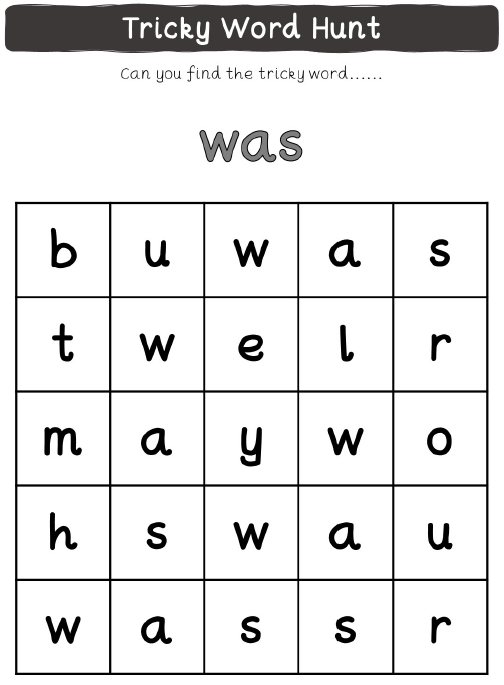 Tricky Word Hunt
Can you find the tricky word......
was
b u w a s
t w e l r
m a y w o
h s w a u
w a s s r